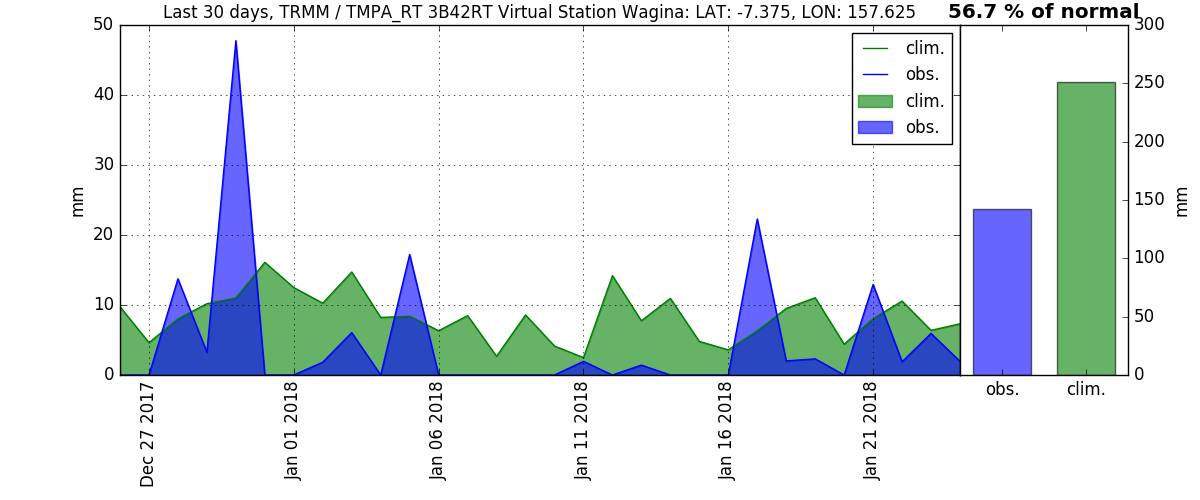 Last 30 days, TRMM / TMPA_RT 3B42RT Virtual Station Wagina: LAT: -7.375, LON: 157.625
56.7 % of normal
50
40
30
20
10
0
mm
clim.
obs.
clim.
obs.
Dec 27 2017
Jan 01 2018
Jan 06 2018
Jan 11 2018
Jan 16 2018
Jan 21 2018
300
250
200
150
100
50
0
mm
obs.
clim.